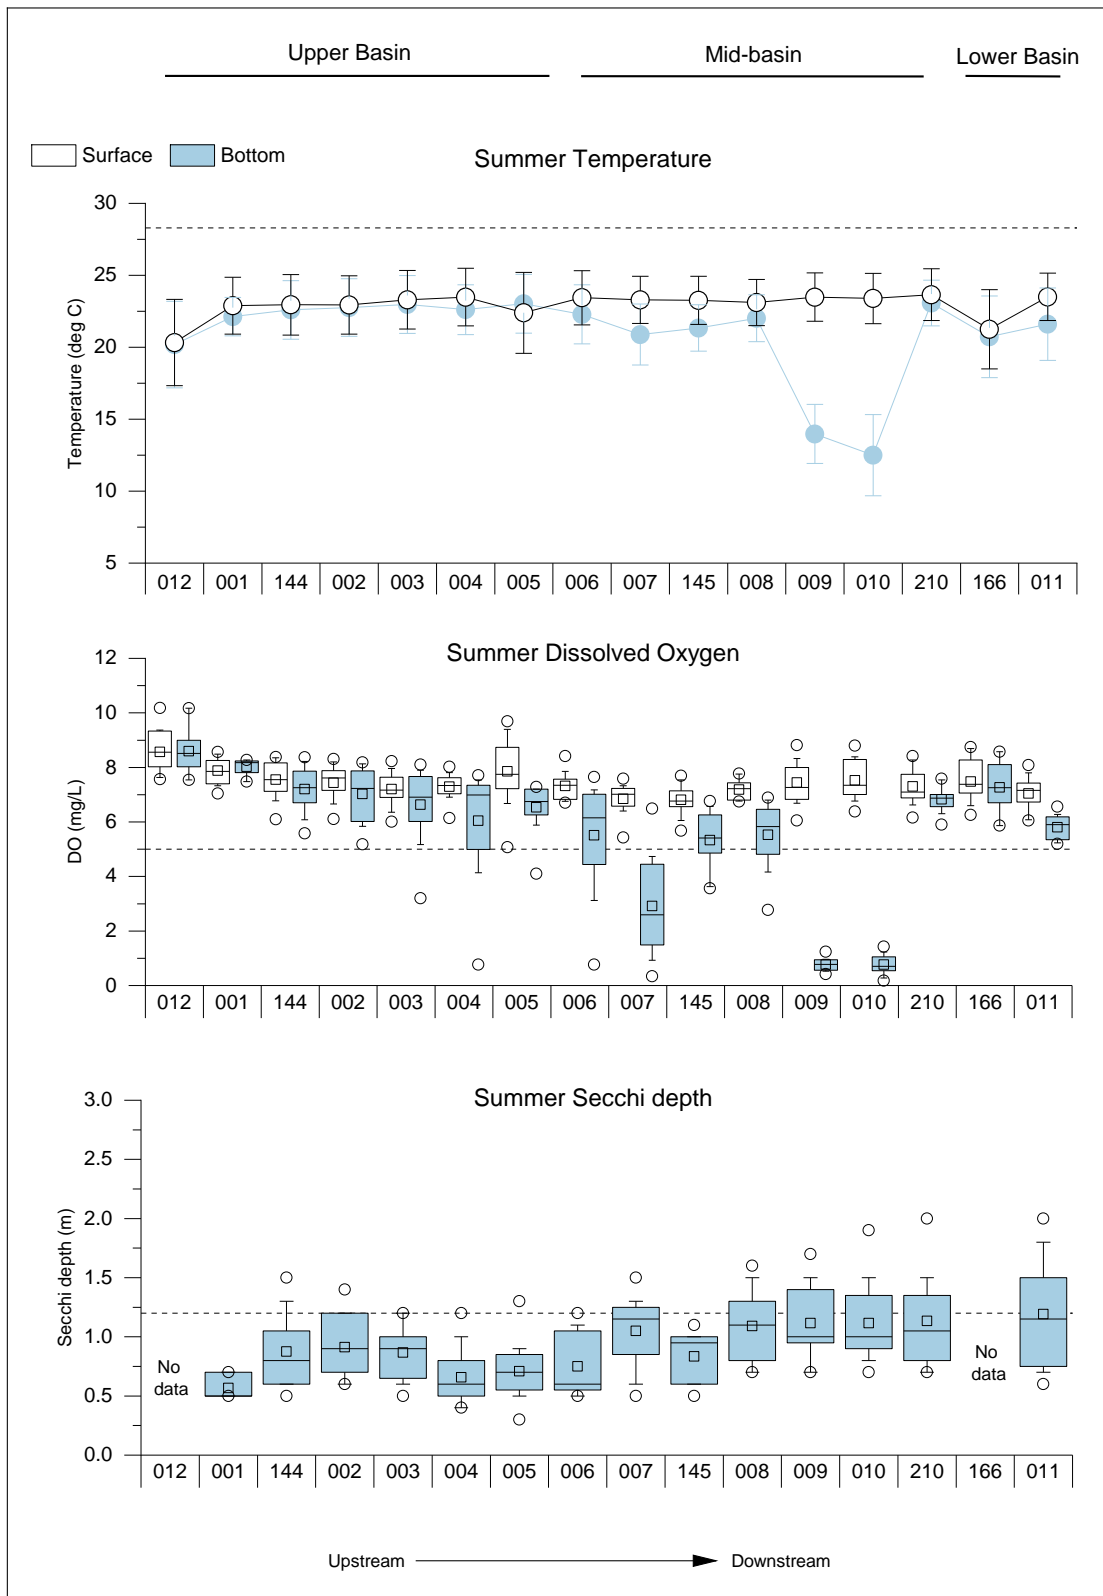 Upper Basin Mid-basin Lower Basin
Surface Bottom
Summer Temperature
30
25
20
15
10
5
Temperature (deg C)
012 001 144 002 003 004 005 006 007 145 008 009 010 210 166 011
Summer Dissolved Oxygen
12
10
8
6
4
2
0
DO (mg/L)
012 001 144 002 003 004 005 006 007 145 008 009 010 210 166 011
Summer Secchi depth
3.0
2.5
2.0
1.5
1.0
0.5
0.0
Secchi depth (m)
No
data
No
data
012 001 144 002 003 004 005 006 007 145 008 009 010 210 166 011
Upstream Downstream